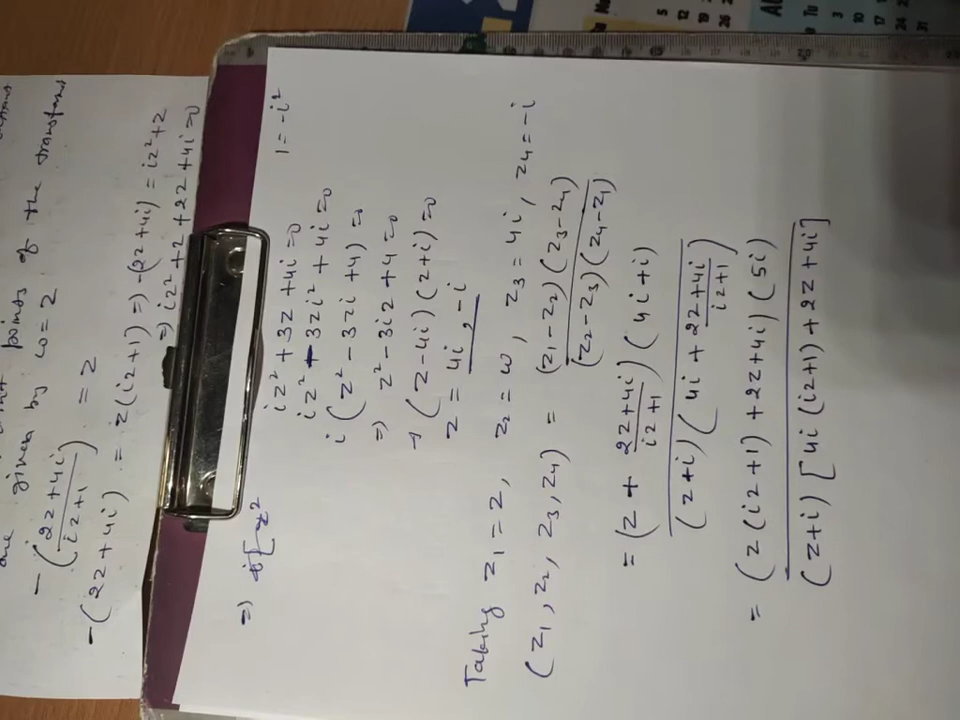 points of the transform
are given by w = z
-(2z+4i / iz+1) = z
-(2z+4i) = z(iz+1) => -(2z+4i) = iz²+z
=> iz²+z+2z+4i=0
iz²+3z+4i=0 1=-i²
iz²-3zi²+4i=0
i(z²-3zi+4)=0
=> z²-3iz+4=0
→ (z-4i)(z+i)=0
z = 4i, -i
Taking z₁=z, z₂=w, z₃=4i, z₄=-i
(z₁, z₂, z₃, z₄) = (z₁-z₂)(z₃-z₄) / (z₂-z₃)(z₄-z₁)
= (z + 2z+4i / iz+1)(4i+i) / (z+i)(4i + 2z+4i / iz+1)
= (z(iz+1)+2z+4i)(5i) / (z+i)[4i(iz+1)+2z+4i]